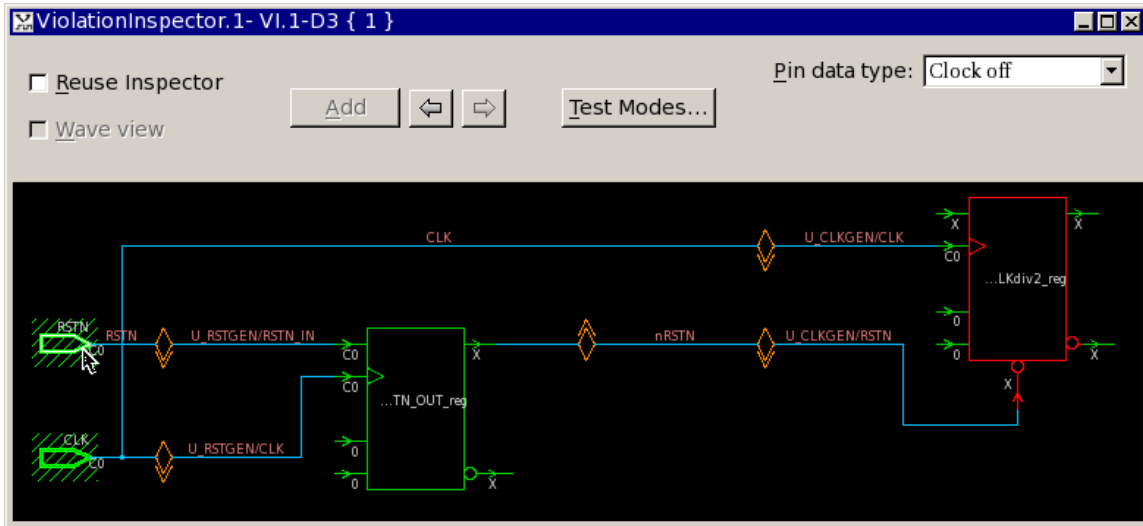 ViolationInspector.1- VI.1-D3 { 1 }
Reuse Inspector
Pin data type: Clock off
Add
Test Modes...
Wave view
CLK
U_CLKGEN/CLK
X
X
C0
...LKdiv2_reg
RSTN
RSTN
U_RSTGEN/RSTN_IN
nRSTN
U_CLKGEN/RSTN
0
C0
C0
X
0
X
C0
...TN_OUT_reg
X
CLK
U_RSTGEN/CLK
C0
0
0
X